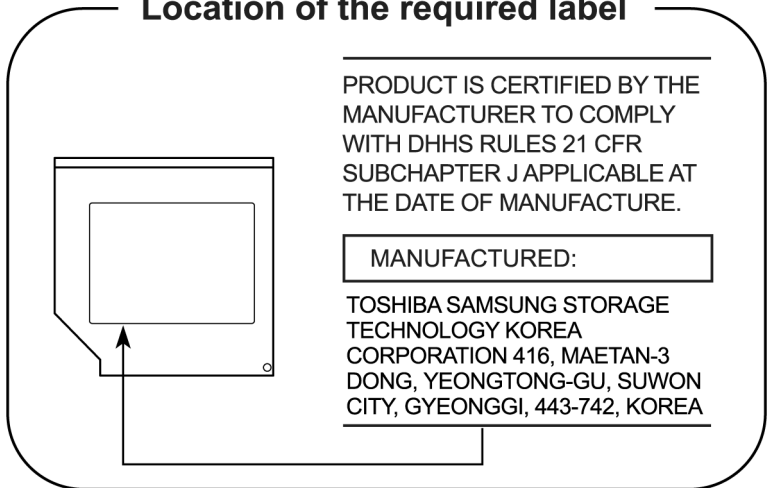 Location of the required label
PRODUCT IS CERTIFIED BY THE
MANUFACTURER TO COMPLY
WITH DHHS RULES 21 CFR
SUBCHAPTER J APPLICABLE AT
THE DATE OF MANUFACTURE.
MANUFACTURED:
TOSHIBA SAMSUNG STORAGE
TECHNOLOGY KOREA
CORPORATION 416, MAETAN-3
DONG, YEONGTONG-GU, SUWON
CITY, GYEONGGI, 443-742, KOREA